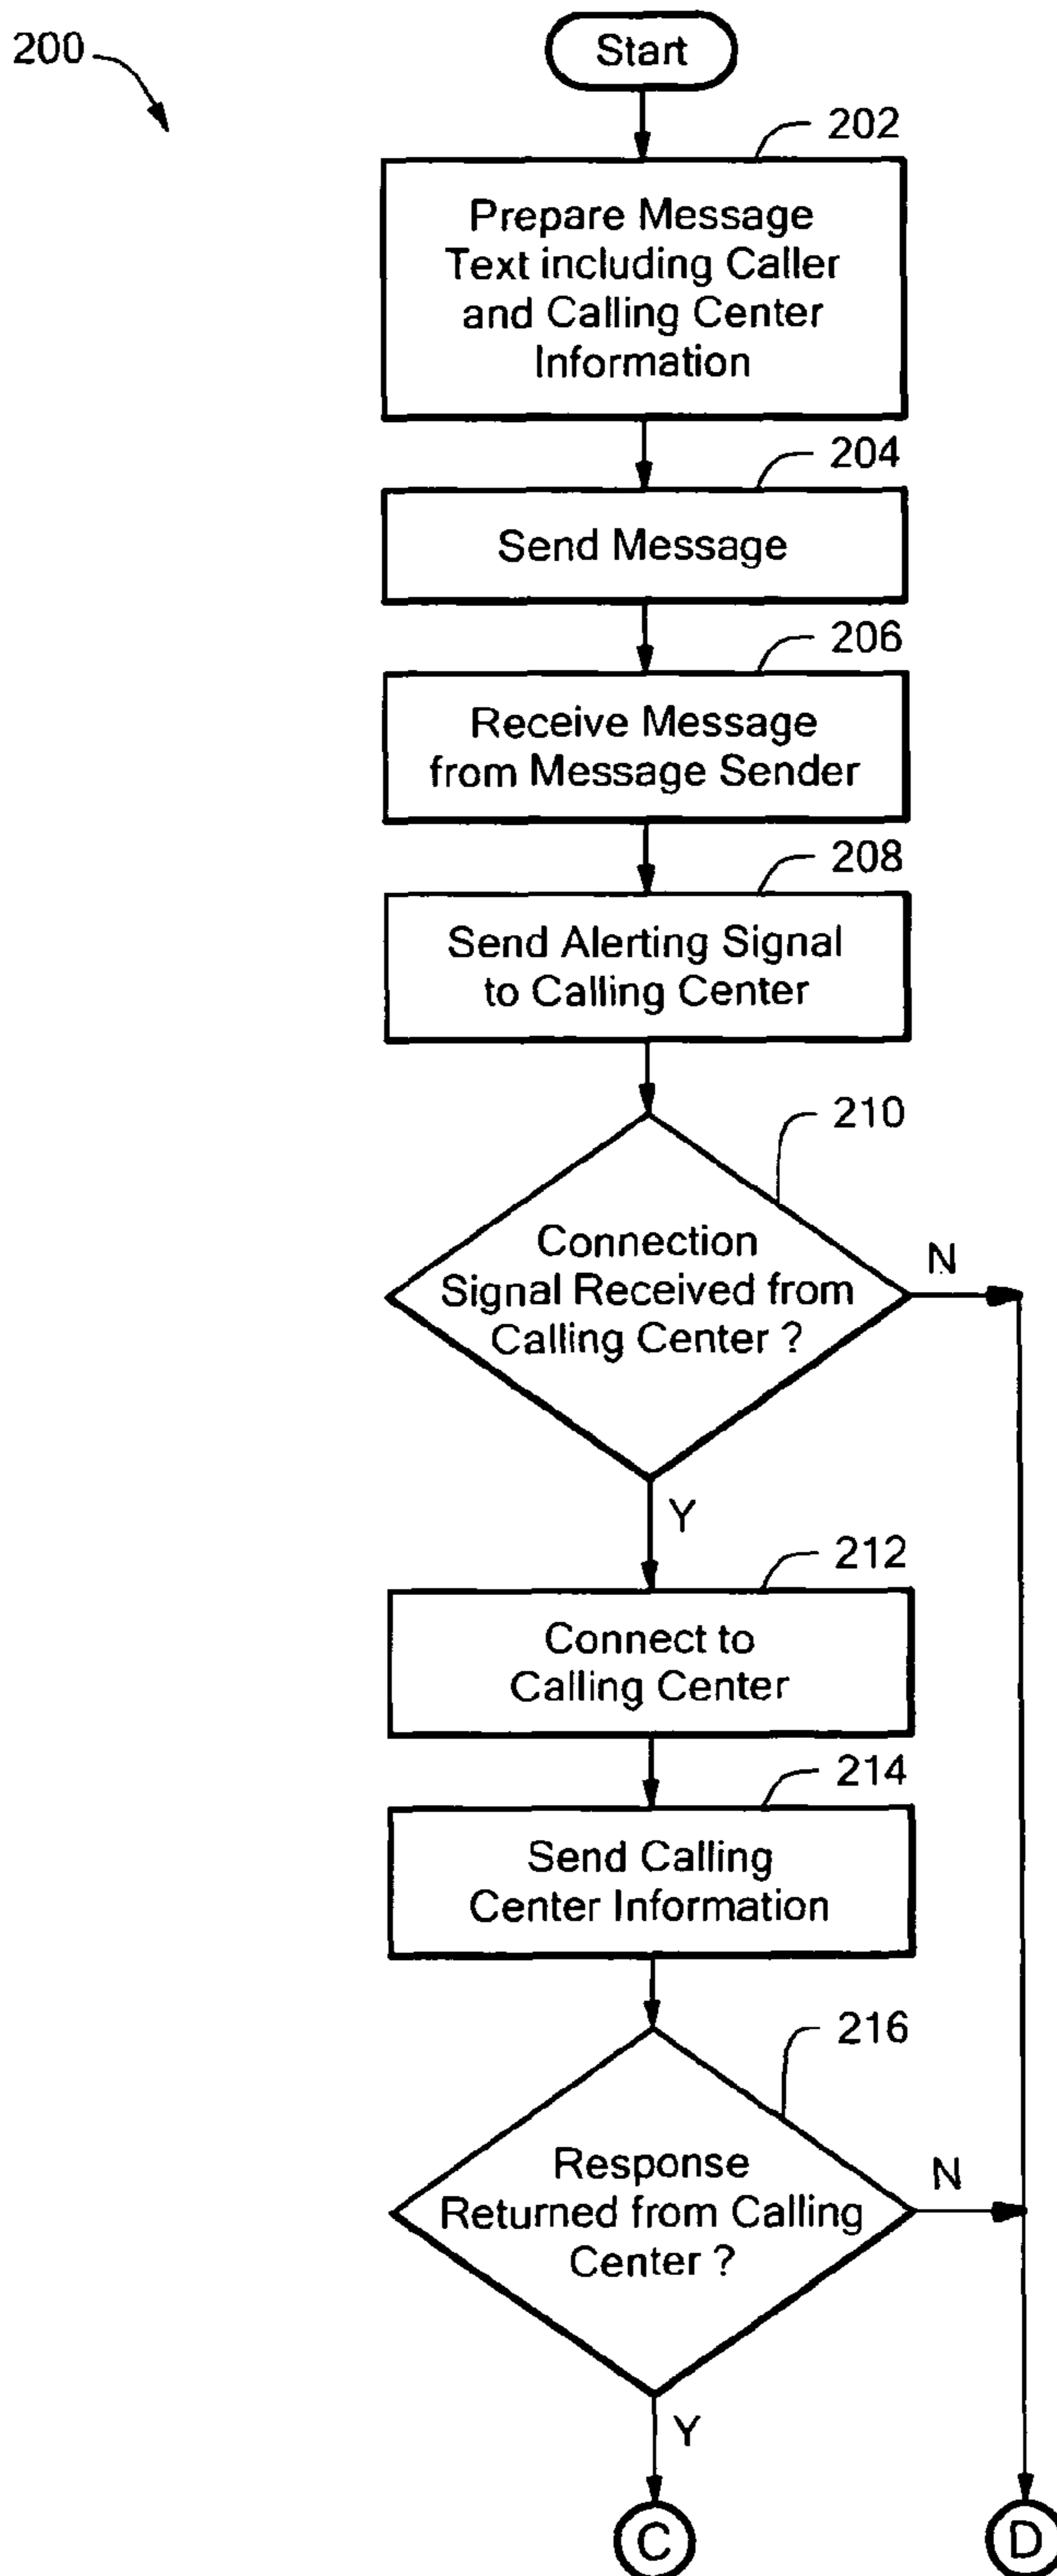 200
Start
202
Prepare Message
Text including Caller
and Calling Center
Information
204
Send Message
206
Receive Message
from Message Sender
208
Send Alerting Signal
to Calling Center
210
Connection
Signal Received from
Calling Center ?
N
Y
212
Connect to
Calling Center
214
Send Calling
Center Information
216
Response
Returned from Calling
Center ?
N
Y
C
D